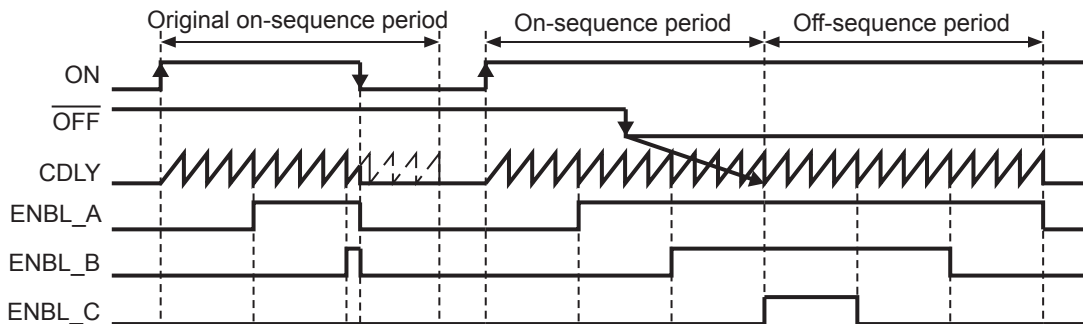 Original on-sequence period On-sequence period Off-sequence period
ON
OFF
CDLY
ENBL_A
ENBL_B
ENBL_C